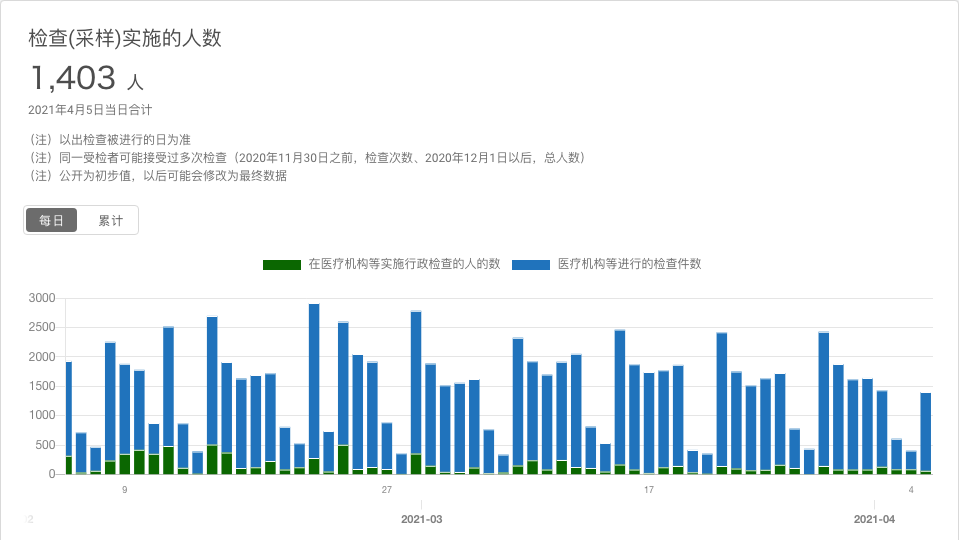 检查(采样)实施的人数
1,403 人
2021年4月5日当日合计
（注）以出检查被进行的日为准
（注）同一受检者可能接受过多次检查（2020年11月30日之前，检查次数、2020年12月1日以后，总人数）
（注）公开为初步值，以后可能会修改为最终数据
每日 累计
在医疗机构等实施行政检查的人的数 医疗机构等进行的检查件数
3000
2500
2000
1500
1000
500
0
9 27 17 4
2 2021-03 2021-04